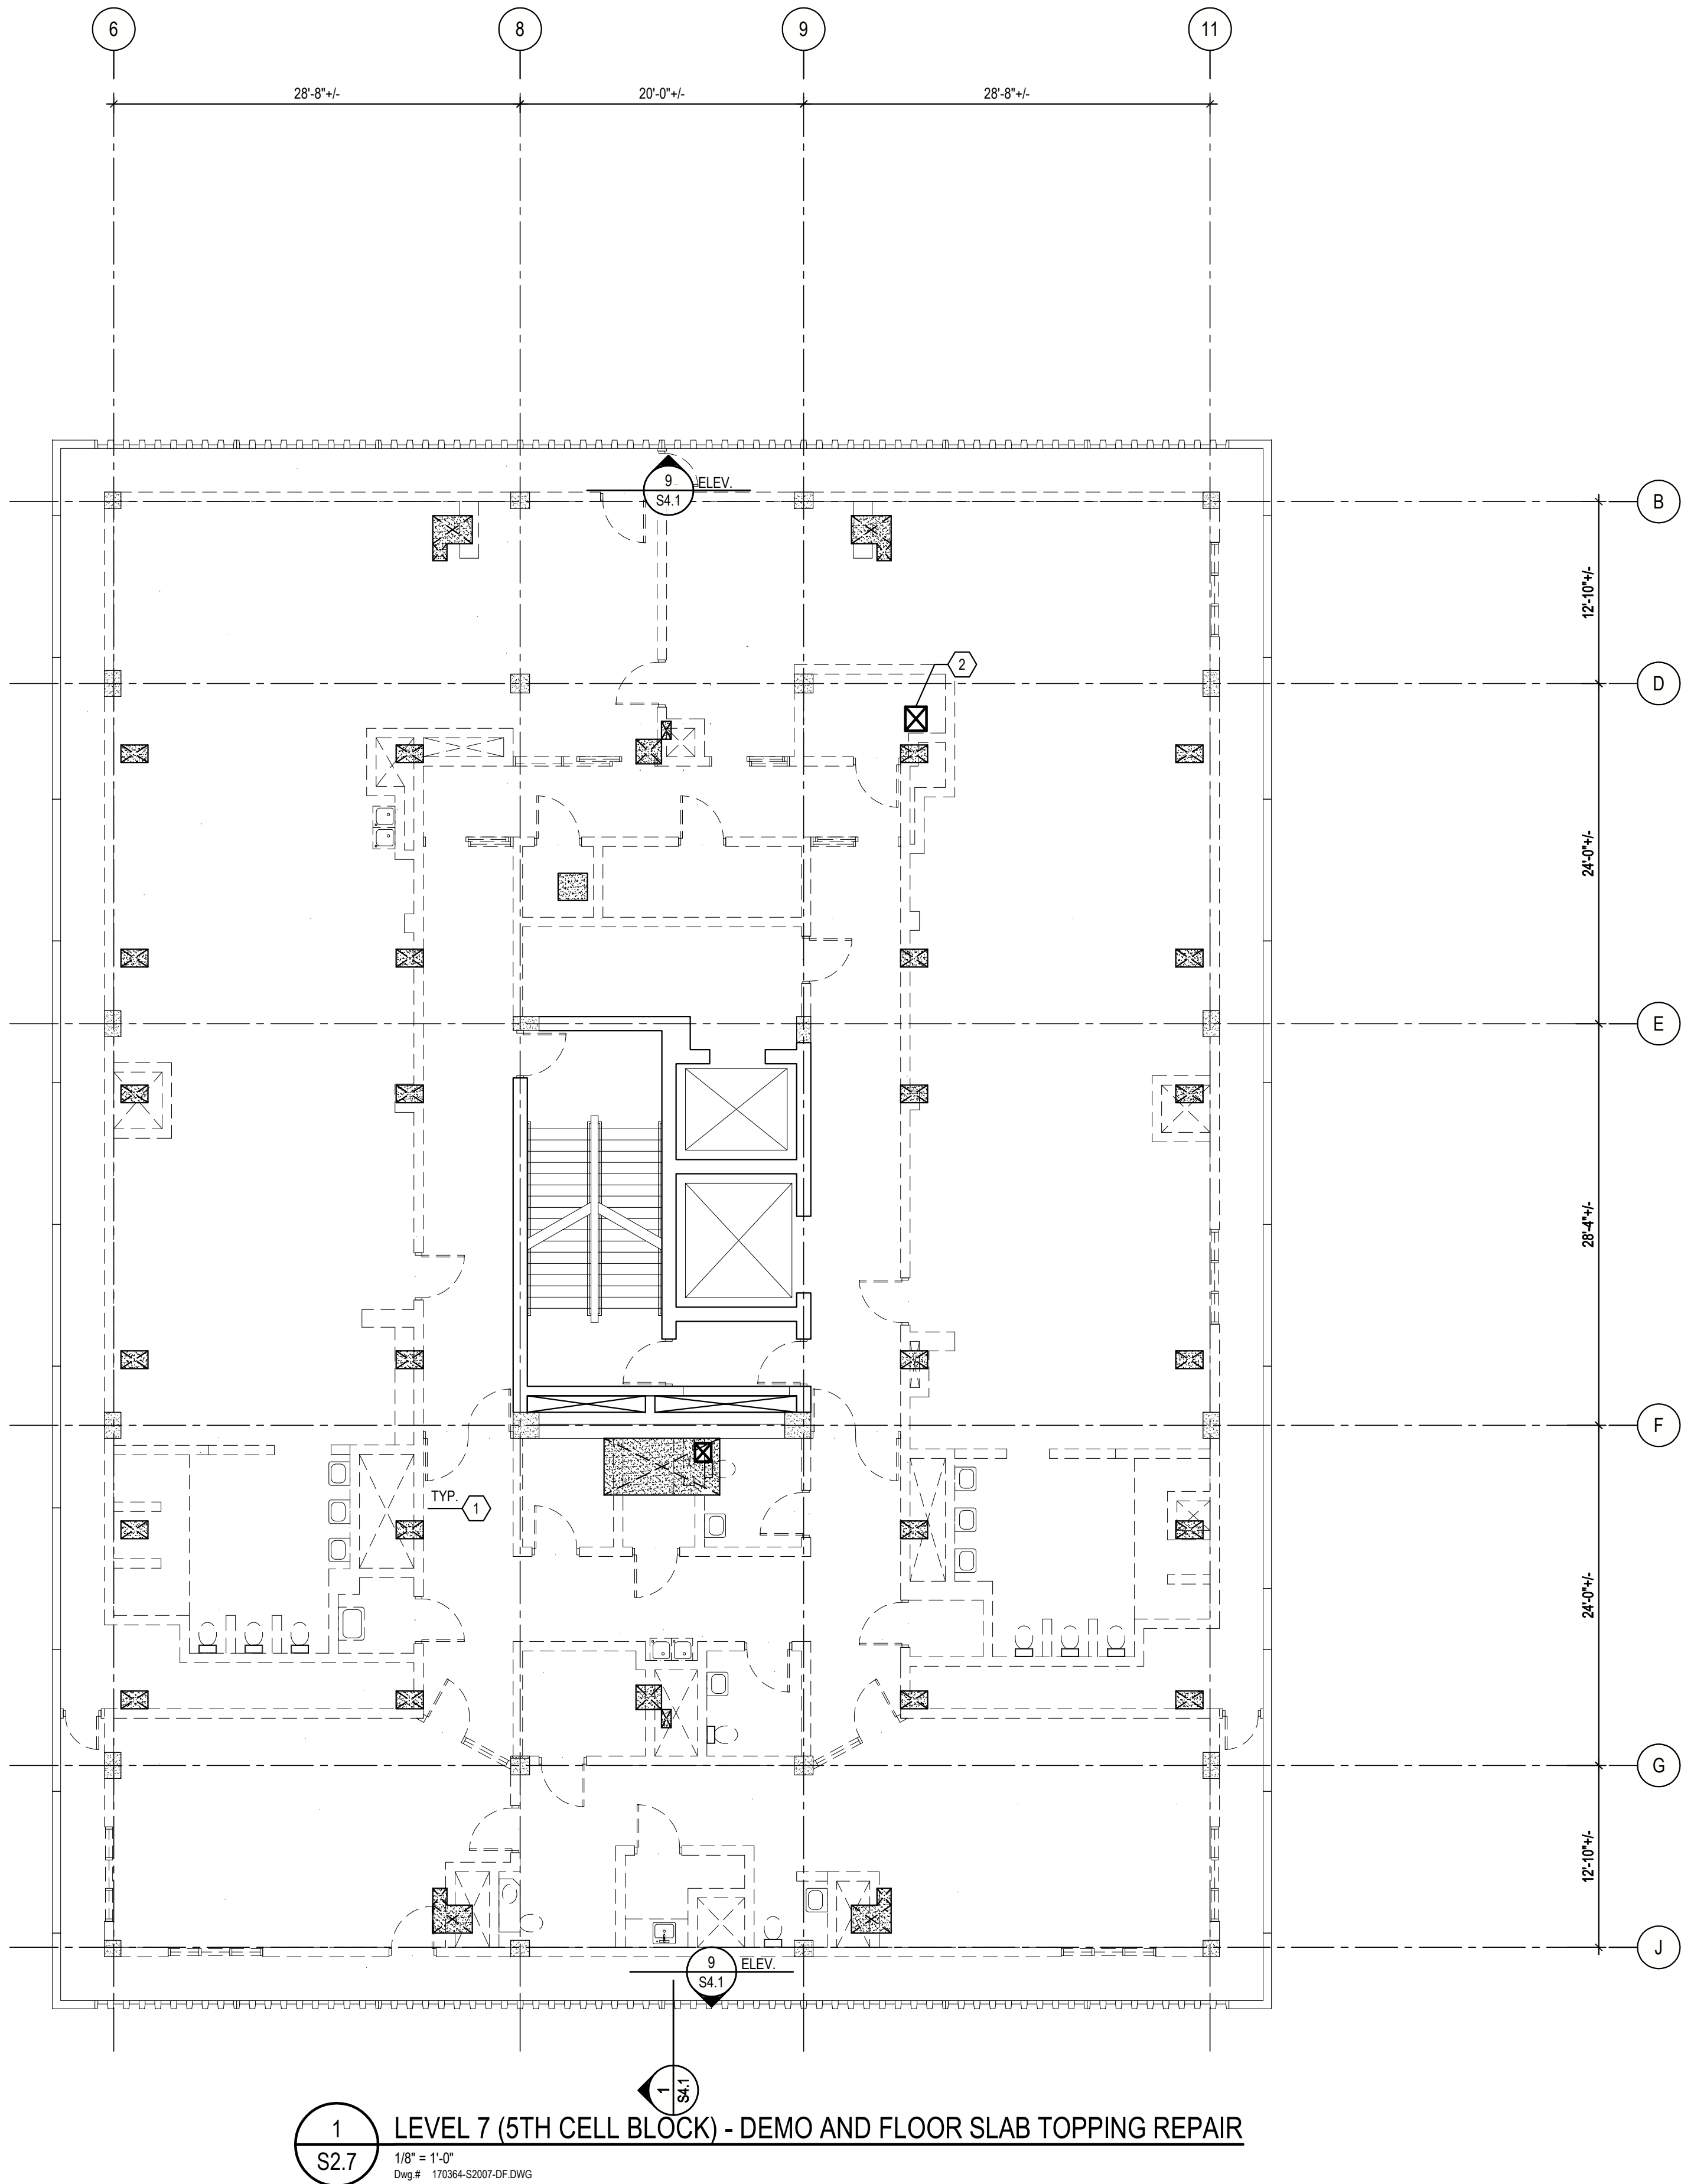 6 8 9 11
28'-8"+/- 20'-0"+/- 28'-8"+/-
9 ELEV.
S4.1
B
12'-10"+/-
2
D
24'-0"+/-
E
28'-4"+/-
F
TYP. 1
24'-0"+/-
G
12'-10"+/-
J
9 ELEV.
S4.1
1
S4.1
1 LEVEL 7 (5TH CELL BLOCK) - DEMO AND FLOOR SLAB TOPPING REPAIR
S2.7 1/8" = 1'-0"
Dwg.# 170364-S2007-DF.DWG